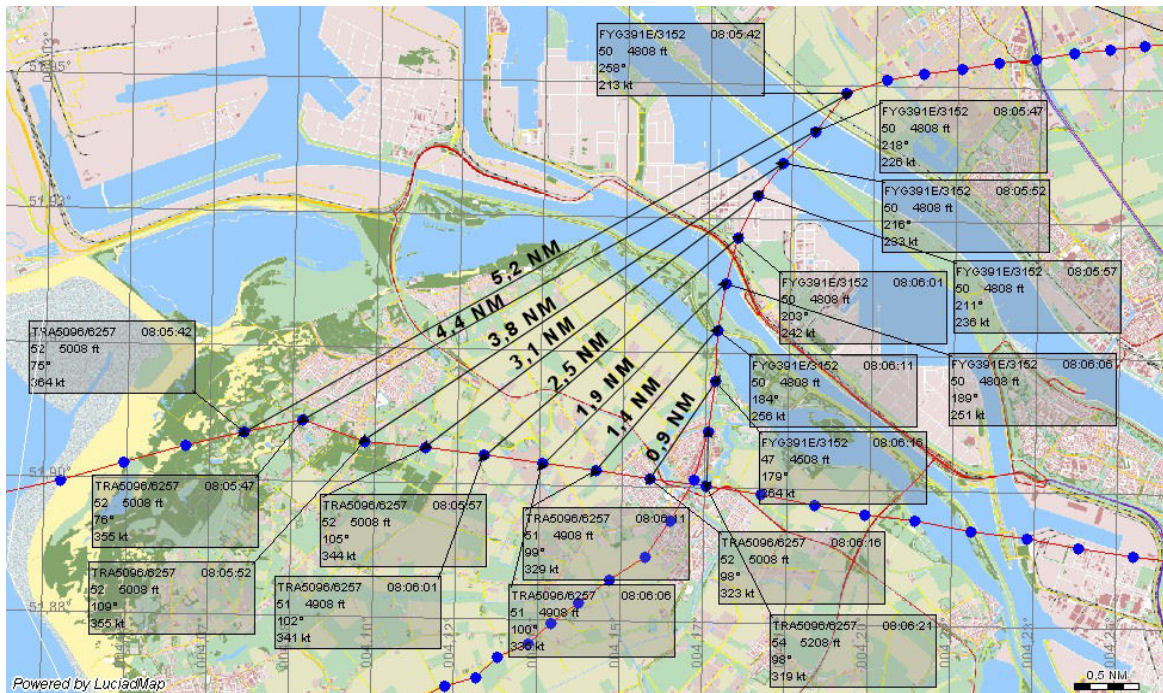 FYG391E/3152 08:05:42
50 4808 ft
258°
213 kt
FYG391E/3152 08:05:47
50 4808 ft
218°
226 kt
FYG391E/3152 08:05:52
50 4808 ft
216°
233 kt
FYG391E/3152 08:05:57
50 4808 ft
211°
236 kt
FYG391E/3152 08:06:01
50 4808 ft
203°
242 kt
FYG391E/3152 08:06:06
50 4808 ft
189°
251 kt
FYG391E/3152 08:06:11
50 4808 ft
184°
256 kt
FYG391E/3152 08:06:16
47 4508 ft
179°
264 kt
5,2 NM
4,4 NM
3,8 NM
3,1 NM
2,5 NM
1,9 NM
1,4 NM
0,9 NM
TRA5096/6257 08:05:42
52 5008 ft
75°
364 kt
TRA5096/6257 08:05:47
52 5008 ft
76°
355 kt
TRA5096/6257 08:05:52
52 5008 ft
109°
355 kt
TRA5096/6257 08:05:57
52 5008 ft
105°
344 kt
TRA5096/6257 08:06:01
51 4908 ft
102°
341 kt
TRA5096/6257 08:06:11
51 4908 ft
99°
329 kt
TRA5096/6257 08:06:06
51 4908 ft
100°
TRA5096/6257 08:06:16
52 5008 ft
98°
323 kt
TRA5096/6257 08:06:21
54 5208 ft
98°
319 kt
51.95°
51.93°
51.90°
51.88°
004.23°
Powered by LuciadMap
0,5 NM